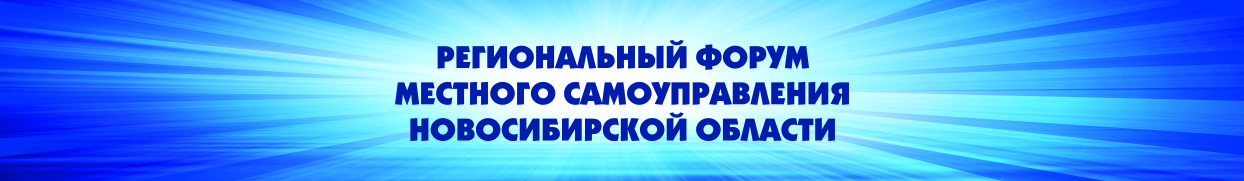 РЕГИОНАЛЬНЫЙ ФОРУМ
МЕСТНОГО САМОУПРАВЛЕНИЯ
НОВОСИБИРСКОЙ ОБЛАСТИ